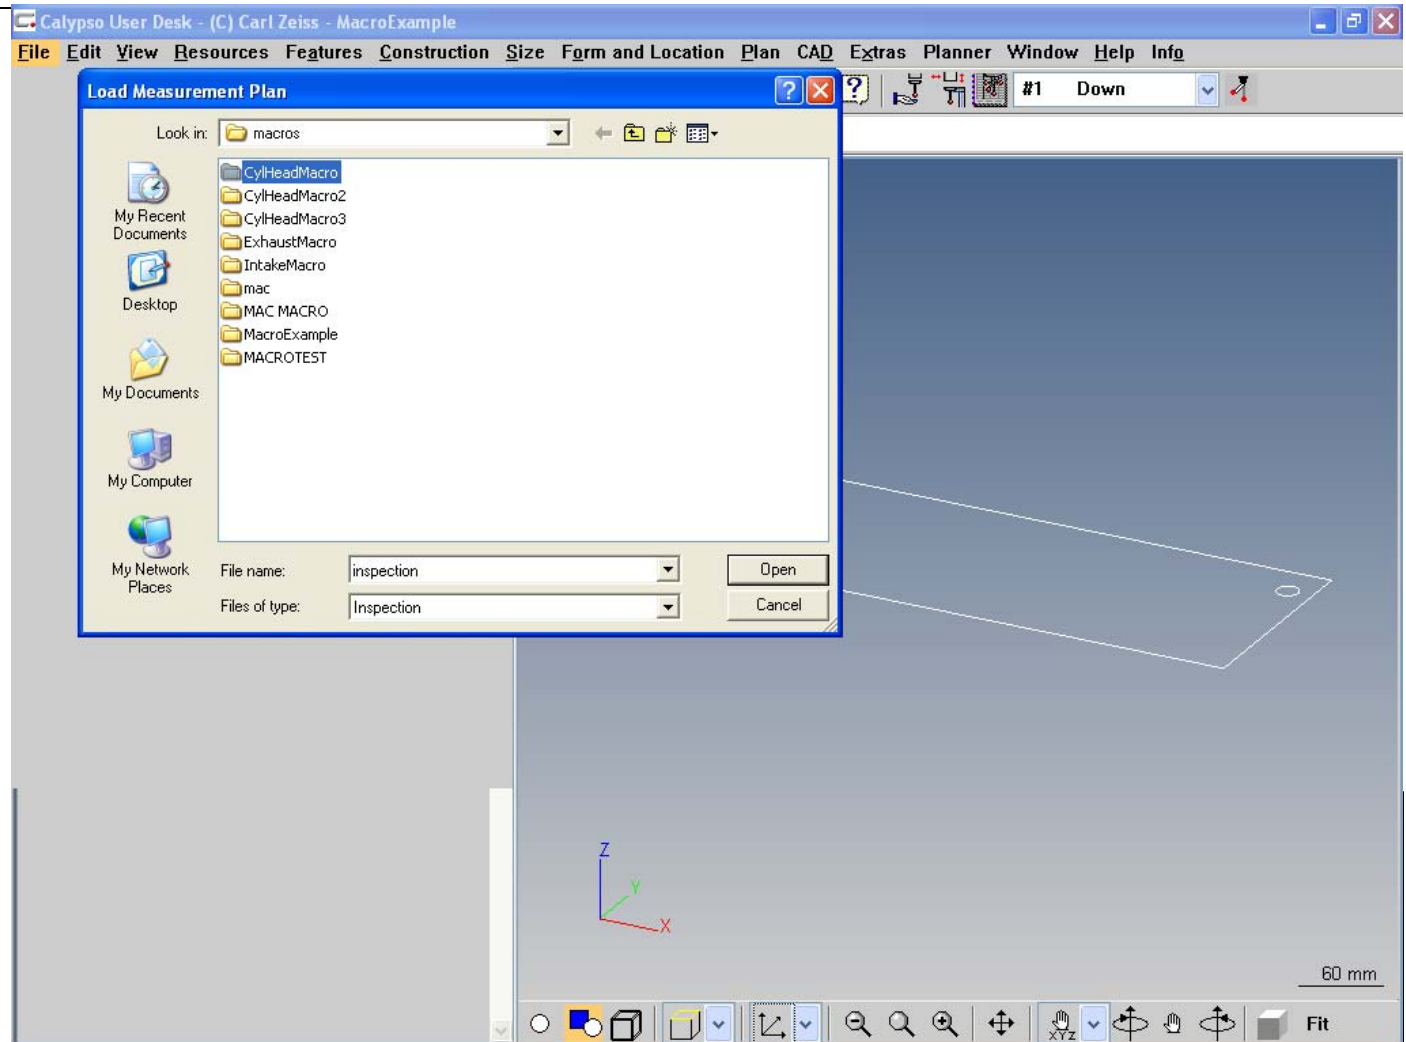 Calypso User Desk - (C) Carl Zeiss - MacroExample
File Edit View Resources Features Construction Size Form and Location Plan CAD Extras Planner Window Help Info
Load Measurement Plan
#1 Down
Look in: macros
CylHeadMacro
CylHeadMacro2
CylHeadMacro3
ExhaustMacro
IntakeMacro
mac
MAC MACRO
MacroExample
MACROTEST
My Recent
Documents
Desktop
My Documents
My Computer
My Network
Places
File name: inspection Open
Files of type: Inspection Cancel
Z
Y
X
60 mm
XYZ
Fit